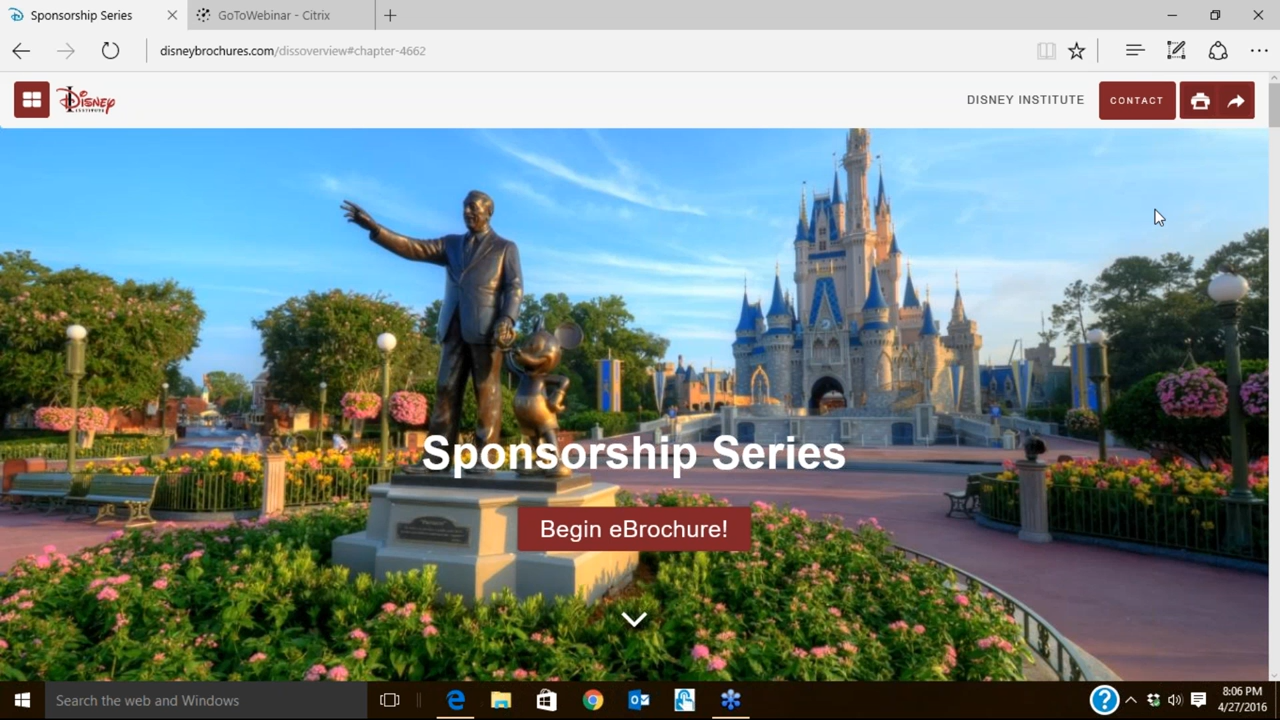 Sponsorship Series
GoToWebinar - Citrix
disneybrochures.com/dissoverview#chapter-4662
Disney
INSTITUTE
DISNEY INSTITUTE
CONTACT
Sponsorship Series
Begin eBrochure!
Search the web and Windows
8:06 PM
4/27/2016